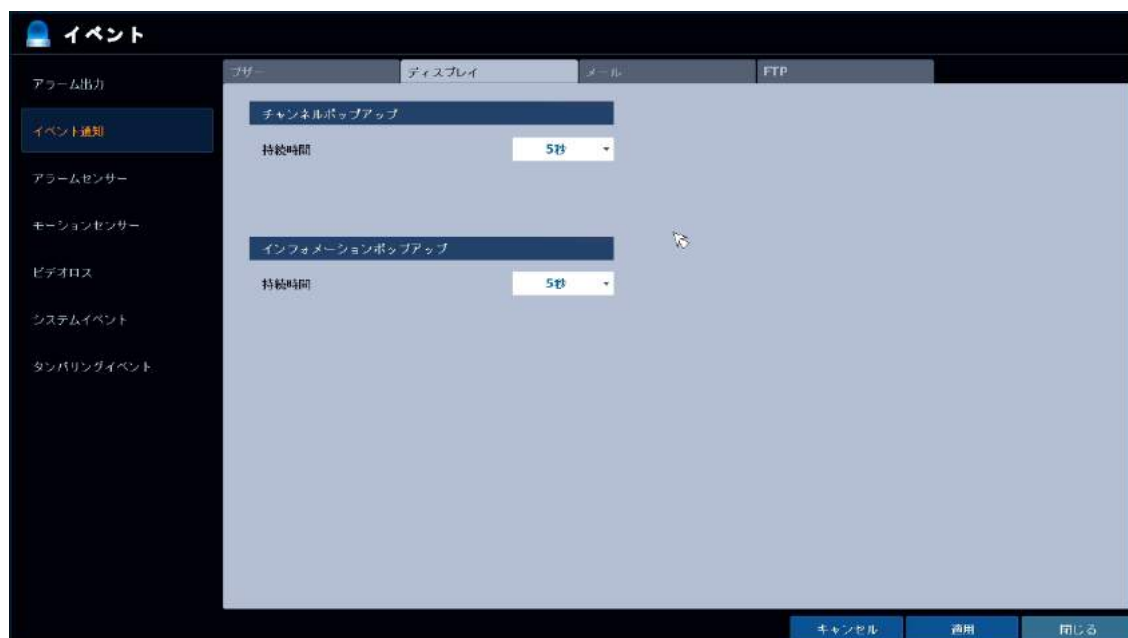 イベント
アラーム出力
イベント通知
アラームセンサー
モーションセンサー
ビデオロス
システムイベント
タンパリングイベント
ブザー
ディスプレイ
メール
FTP
チャンネルポップアップ
持続時間
5秒
インフォメーションポップアップ
持続時間
5秒
キャンセル
適用
閉じる